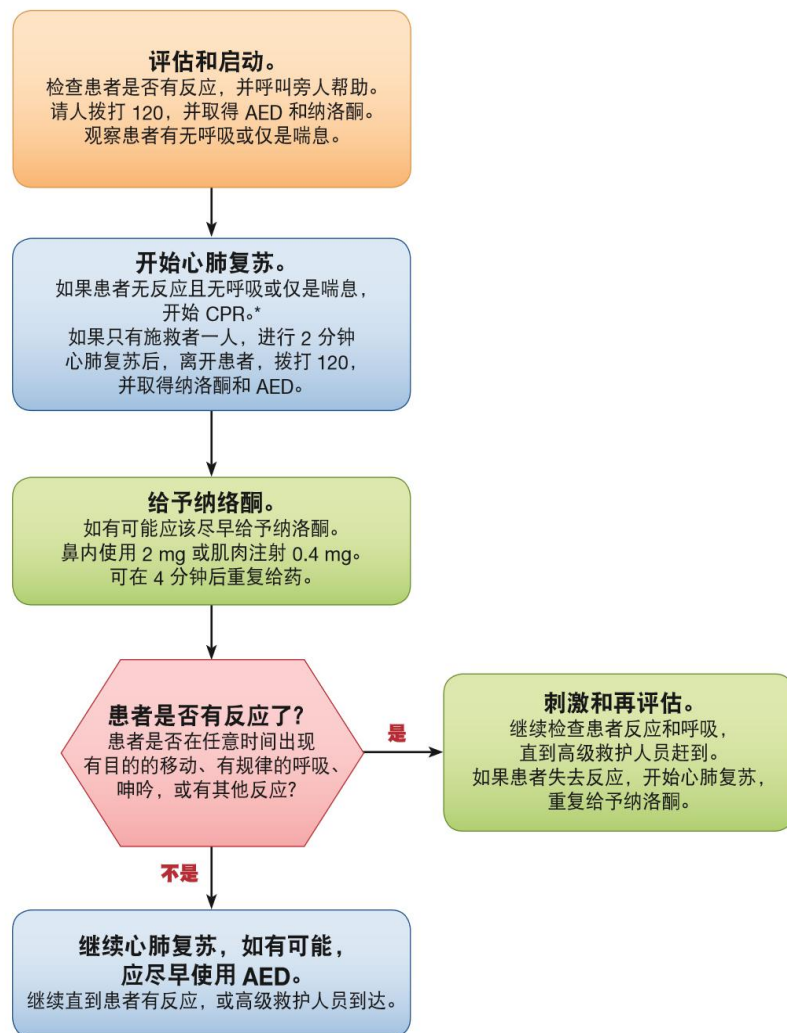 评估和启动。
检查患者是否有反应，并呼叫旁人帮助。
请人拨打 120，并取得 AED 和纳洛酮。
观察患者有无呼吸或仅是喘息。
开始心肺复苏。
如果患者无反应且无呼吸或仅是喘息，
开始 CPR。*
如果只有施救者一人，进行 2 分钟
心肺复苏后，离开患者，拨打 120，
并取得纳洛酮和 AED。
给予纳络酮。
如有可能应该尽早给予纳洛酮。
鼻内使用 2 mg 或肌肉注射 0.4 mg。
可在 4 分钟后重复给药。
患者是否有反应了？
患者是否在任意时间出现
有目的的移动、有规律的呼吸、
呻吟，或有其他反应？
是
刺激和再评估。
继续检查患者反应和呼吸，
直到高级救护人员赶到。
如果患者失去反应，开始心肺复苏，
重复给予纳洛酮。
不是
继续心肺复苏，如有可能，
应尽早使用 AED。
继续直到患者有反应，或高级救护人员到达。